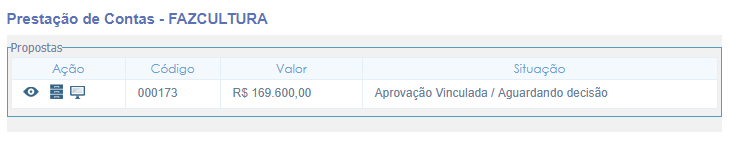 Prestação de Contas - FAZCULTURA
Propostas
Ação Código Valor Situação
000173 R$ 169.600,00 Aprovação Vinculada / Aguardando decisão